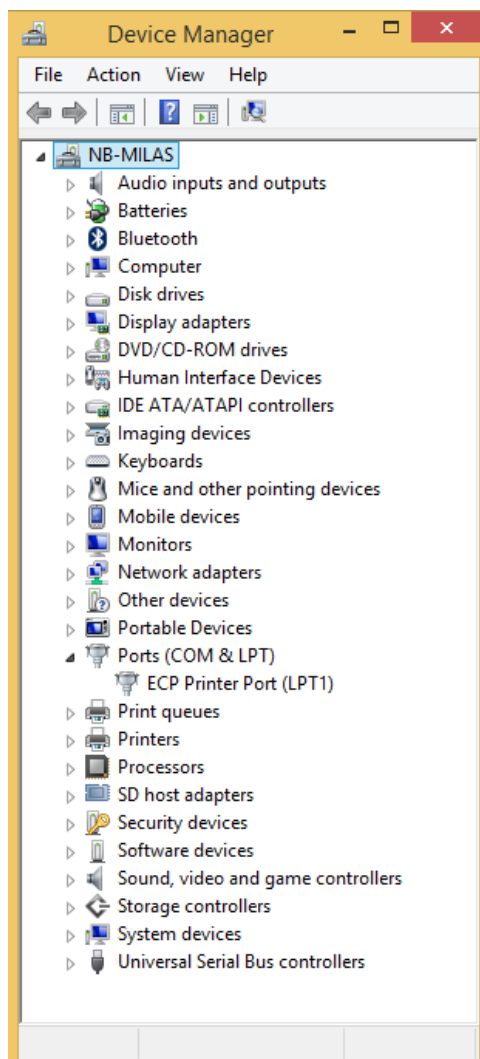 Device Manager
File Action View Help
NB-MILAS
Audio inputs and outputs
Batteries
Bluetooth
Computer
Disk drives
Display adapters
DVD/CD-ROM drives
Human Interface Devices
IDE ATA/ATAPI controllers
Imaging devices
Keyboards
Mice and other pointing devices
Mobile devices
Monitors
Network adapters
Other devices
Portable Devices
Ports (COM & LPT)
ECP Printer Port (LPT1)
Print queues
Printers
Processors
SD host adapters
Security devices
Software devices
Sound, video and game controllers
Storage controllers
System devices
Universal Serial Bus controllers